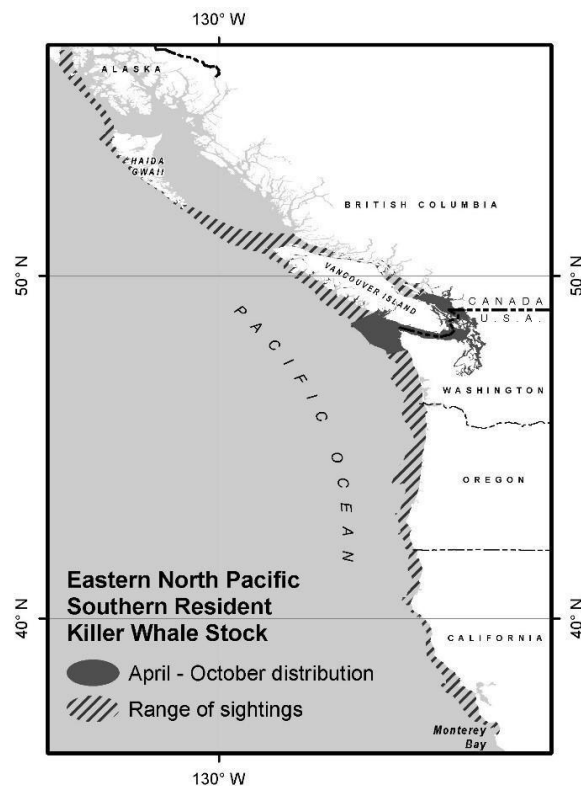 130° W
ALASKA
HAIDA
GWAII
BRITISH COLUMBIA
50° N
50° N
VANCOUVER ISLAND
CANADA
U.S.A.
PACIFIC OCEAN
WASHINGTON
OREGON
Eastern North Pacific
Southern Resident
Killer Whale Stock
40° N
40° N
CALIFORNIA
April - October distribution
Range of sightings
Monterey
Bay
130° W